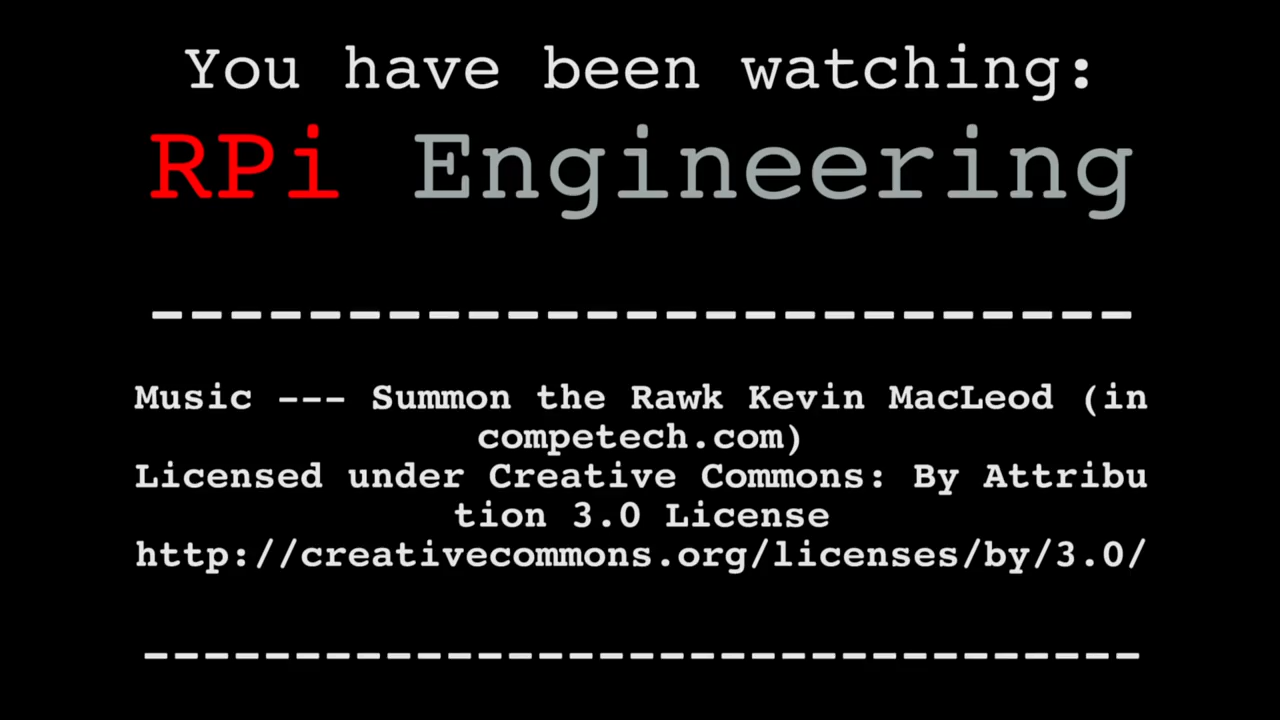 You have been watching:
RPi Engineering
-------------------------
Music --- Summon the Rawk Kevin MacLeod (in
competech.com)
Licensed under Creative Commons: By Attribu
tion 3.0 License
http://creativecommons.org/licenses/by/3.0/
---------------------------------